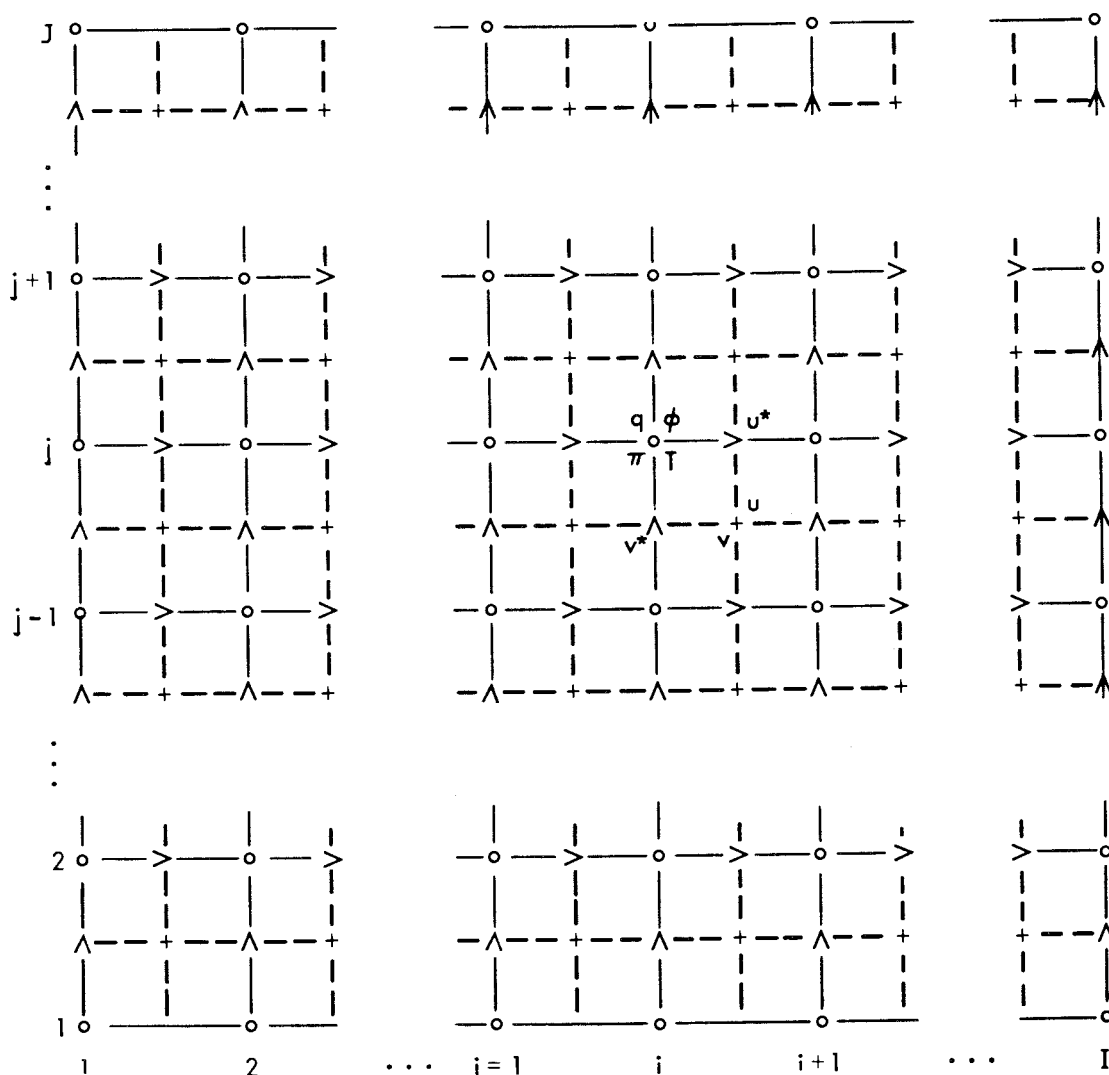 J
j+1
q φ u*
j
π T
u
v* v
j-1
2
1
1 2 ... i=1 i i+1 ... I